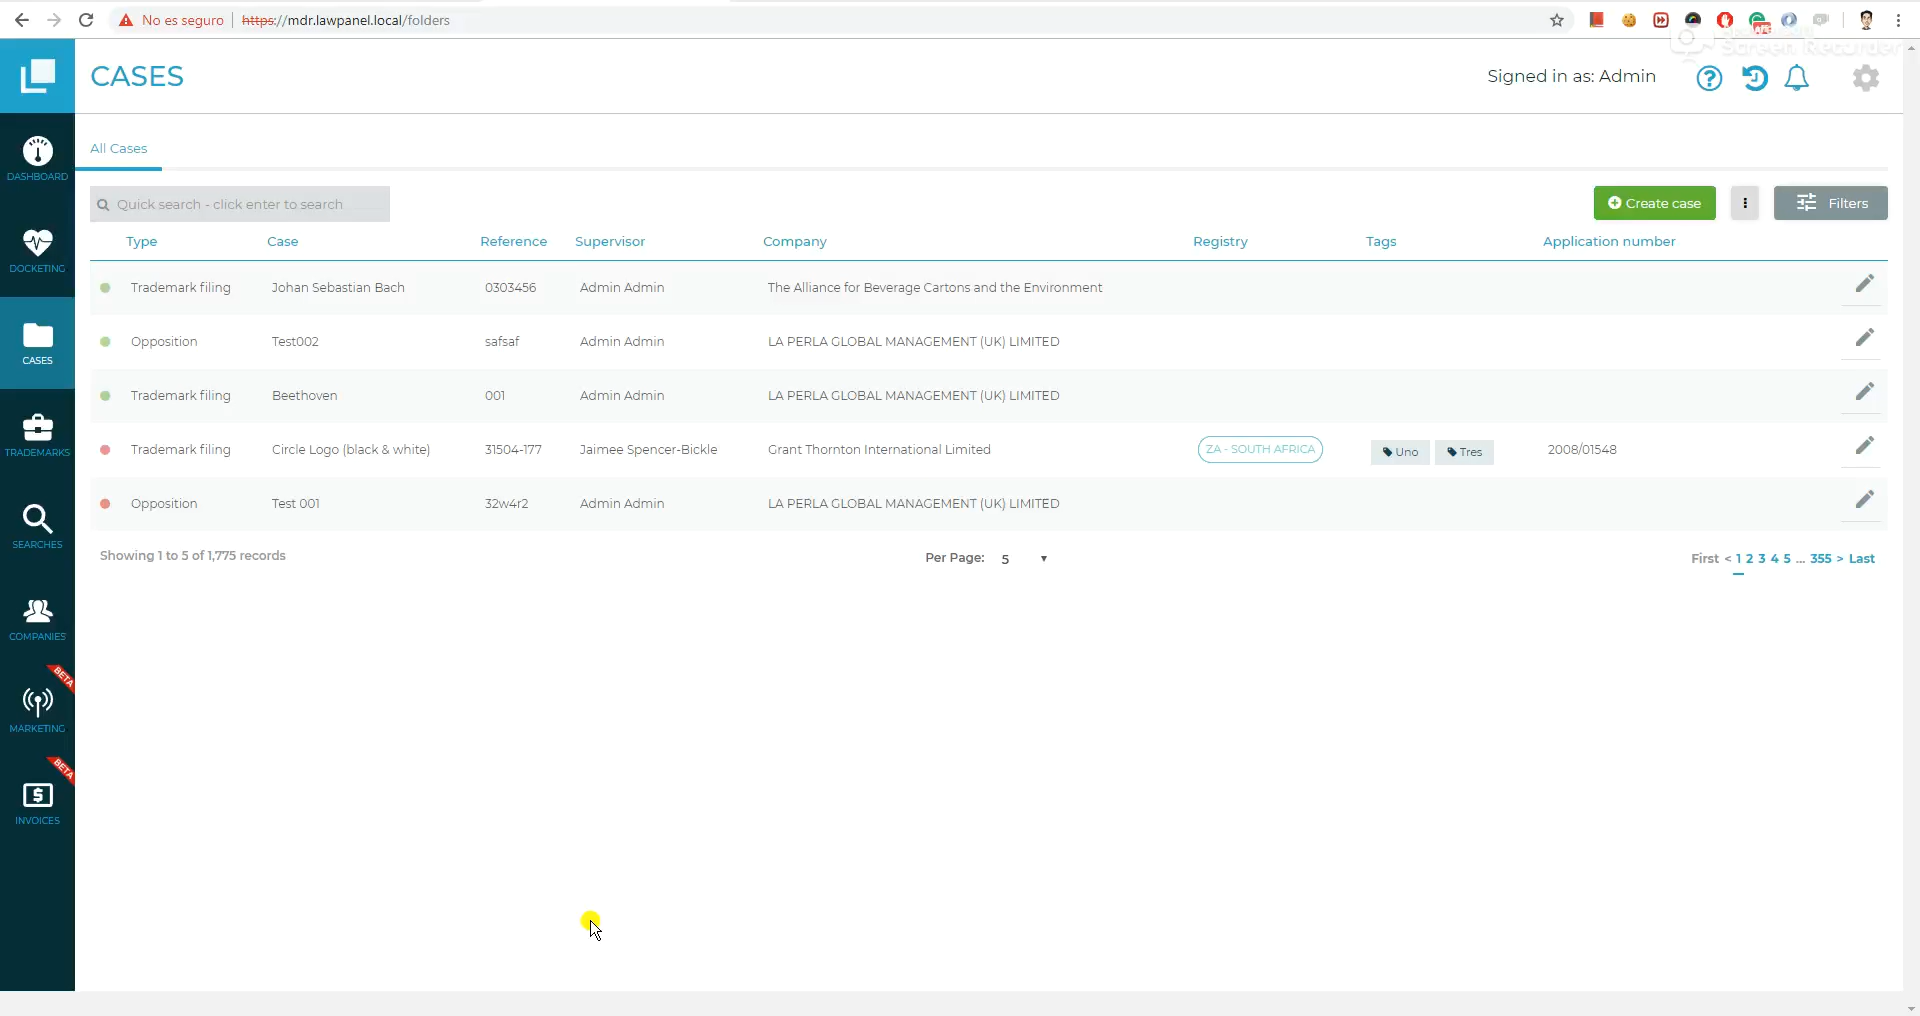 No es seguro https://mdr.lawpanel.local/folders
Screen Recorder
CASES
Signed in as: Admin
DASHBOARD
DOCKETING
CASES
TRADEMARKS
SEARCHES
COMPANIES
BETA
MARKETING
BETA
INVOICES
All Cases
Quick search - click enter to search
Create case
Filters
Type Case Reference Supervisor Company Registry Tags Application number
Trademark filing Johan Sebastian Bach 0303456 Admin Admin The Alliance for Beverage Cartons and the Environment
Opposition Test002 safsaf Admin Admin LA PERLA GLOBAL MANAGEMENT (UK) LIMITED
Trademark filing Beethoven 001 Admin Admin LA PERLA GLOBAL MANAGEMENT (UK) LIMITED
Trademark filing Circle Logo (black & white) 31504-177 Jaimee Spencer-Bickle Grant Thornton International Limited ZA - SOUTH AFRICA Uno Tres 2008/01548
Opposition Test 001 32w4r2 Admin Admin LA PERLA GLOBAL MANAGEMENT (UK) LIMITED
Showing 1 to 5 of 1,775 records
Per Page: 5
First < 1 2 3 4 5 ... 355 > Last